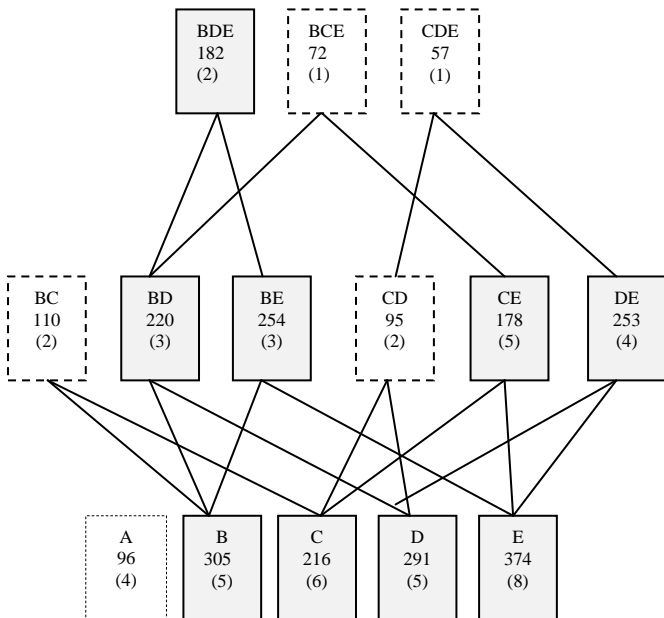 BDE
182
(2)
BCE
72
(1)
CDE
57
(1)
BC
110
(2)
BD
220
(3)
BE
254
(3)
CD
95
(2)
CE
178
(5)
DE
253
(4)
A
96
(4)
B
305
(5)
C
216
(6)
D
291
(5)
E
374
(8)